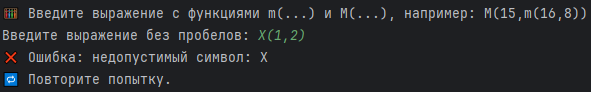 🧮 Введите выражение с функциями m(...) и M(...), например: M(15,m(16,8))
Введите выражение без пробелов: X(1,2)
❌ Ошибка: недопустимый символ: X
🔁 Повторите попытку.